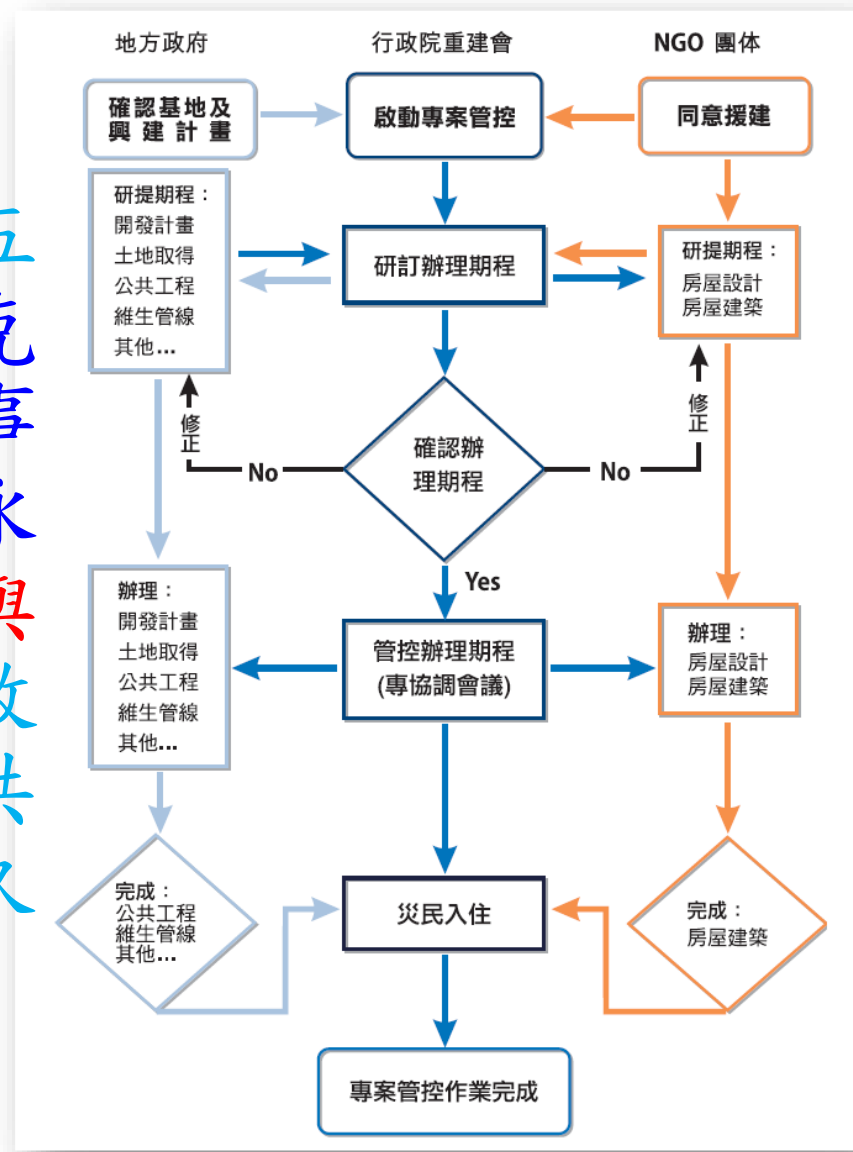 地方政府
行政院重建會
NGO 團体
確認基地及
興建計畫
啟動專案管控
同意援建
研提期程：
開發計畫
土地取得
公共工程
維生管線
其他...
研訂辦理期程
研提期程：
房屋設計
房屋建築
修正
No
確認辦
理期程
No
修正
Yes
辦理：
開發計畫
土地取得
公共工程
維生管線
其他...
管控辦理期程
(專協調會議)
辦理：
房屋設計
房屋建築
完成：
公共工程
維生管線
其他...
災民入住
完成：
房屋建築
專案管控作業完成